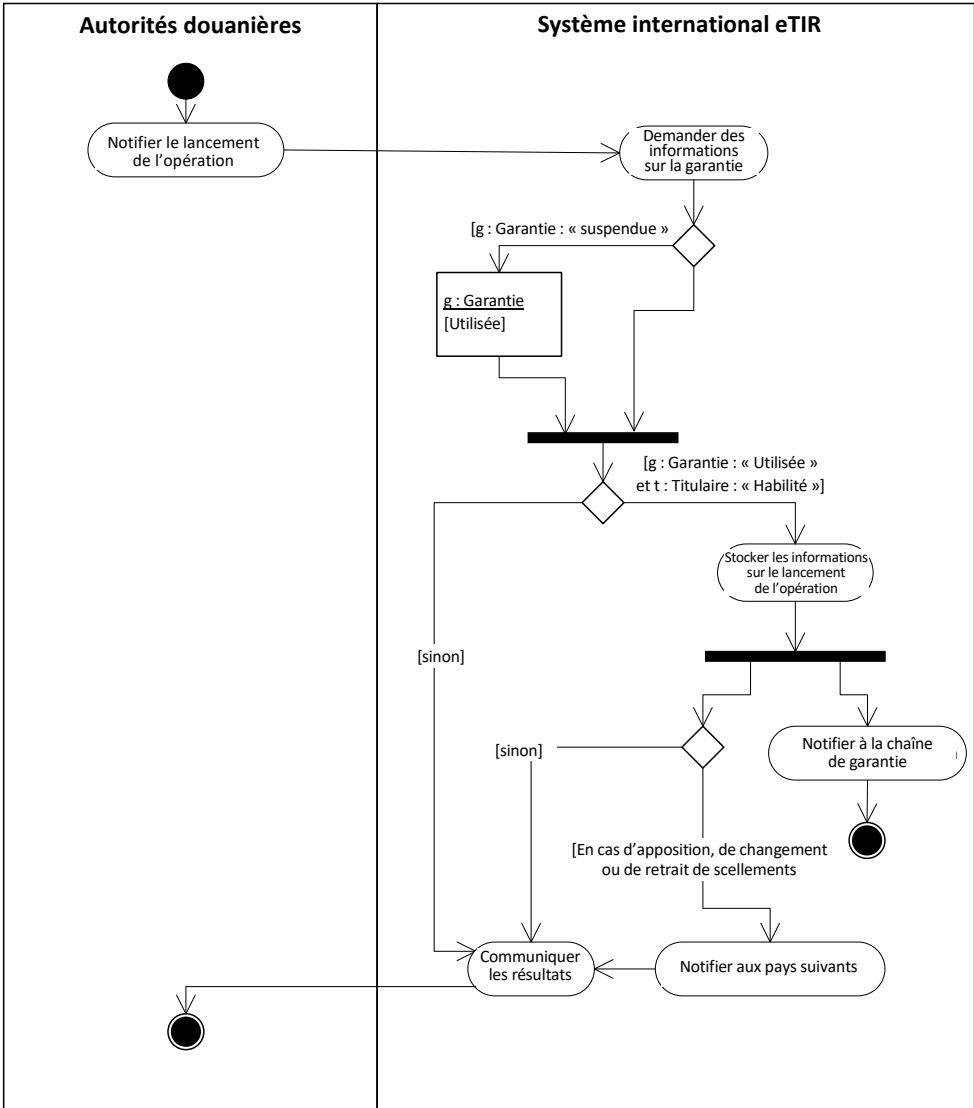 Autorités douanières
Système international eTIR
Notifier le lancement
de l’opération
Demander des
informations
sur la garantie
[g : Garantie : « suspendue »
g : Garantie
[Utilisée]
[g : Garantie : « Utilisée »
et t : Titulaire : « Habilité »]
Stocker les informations
sur le lancement
de l’opération
[sinon]
[sinon]
Notifier à la chaîne
de garantie
[En cas d’apposition, de changement
ou de retrait de scellements
Communiquer
les résultats
Notifier aux pays suivants